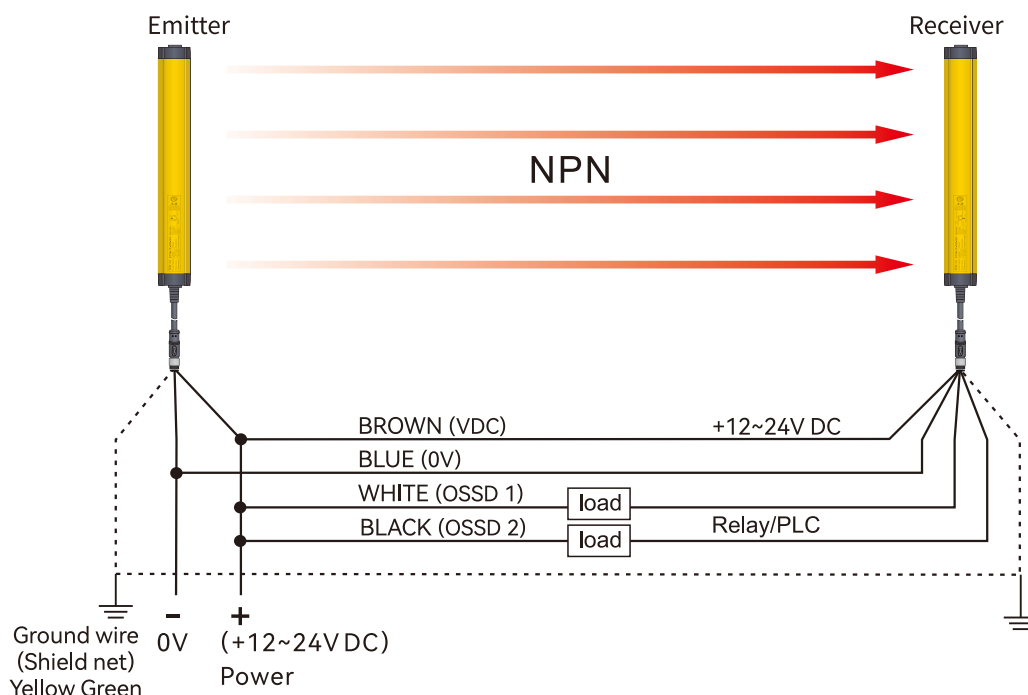 Emitter
Receiver
NPN
BROWN (VDC)
+12~24V DC
BLUE (0V)
WHITE (OSSD 1)
load
BLACK (OSSD 2)
load
Relay/PLC
Ground wire
(Shield net)
Yellow Green
-
0V
+
(+12~24V DC)
Power